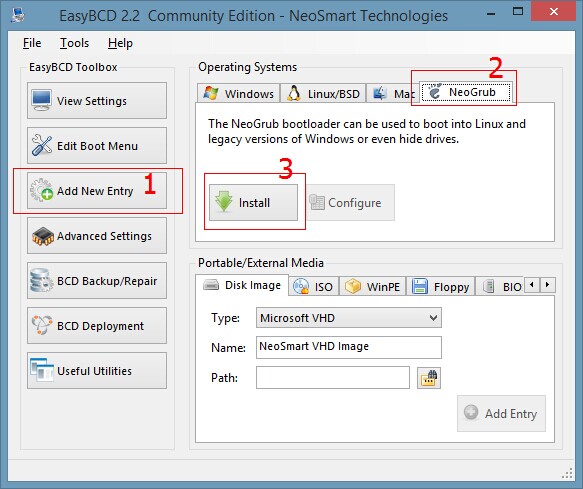 EasyBCD 2.2 Community Edition - NeoSmart Technologies
File Tools Help
EasyBCD Toolbox
View Settings
Edit Boot Menu
Add New Entry 1
Advanced Settings
BCD Backup/Repair
BCD Deployment
Useful Utilities
Operating Systems
2
Windows Linux/BSD Mac NeoGrub
The NeoGrub bootloader can be used to boot into Linux and
legacy versions of Windows or even hide drives.
3
Install Configure
Portable/External Media
Disk Image ISO WinPE Floppy BIO
Type: Microsoft VHD
Name: NeoSmart VHD Image
Path:
Add Entry